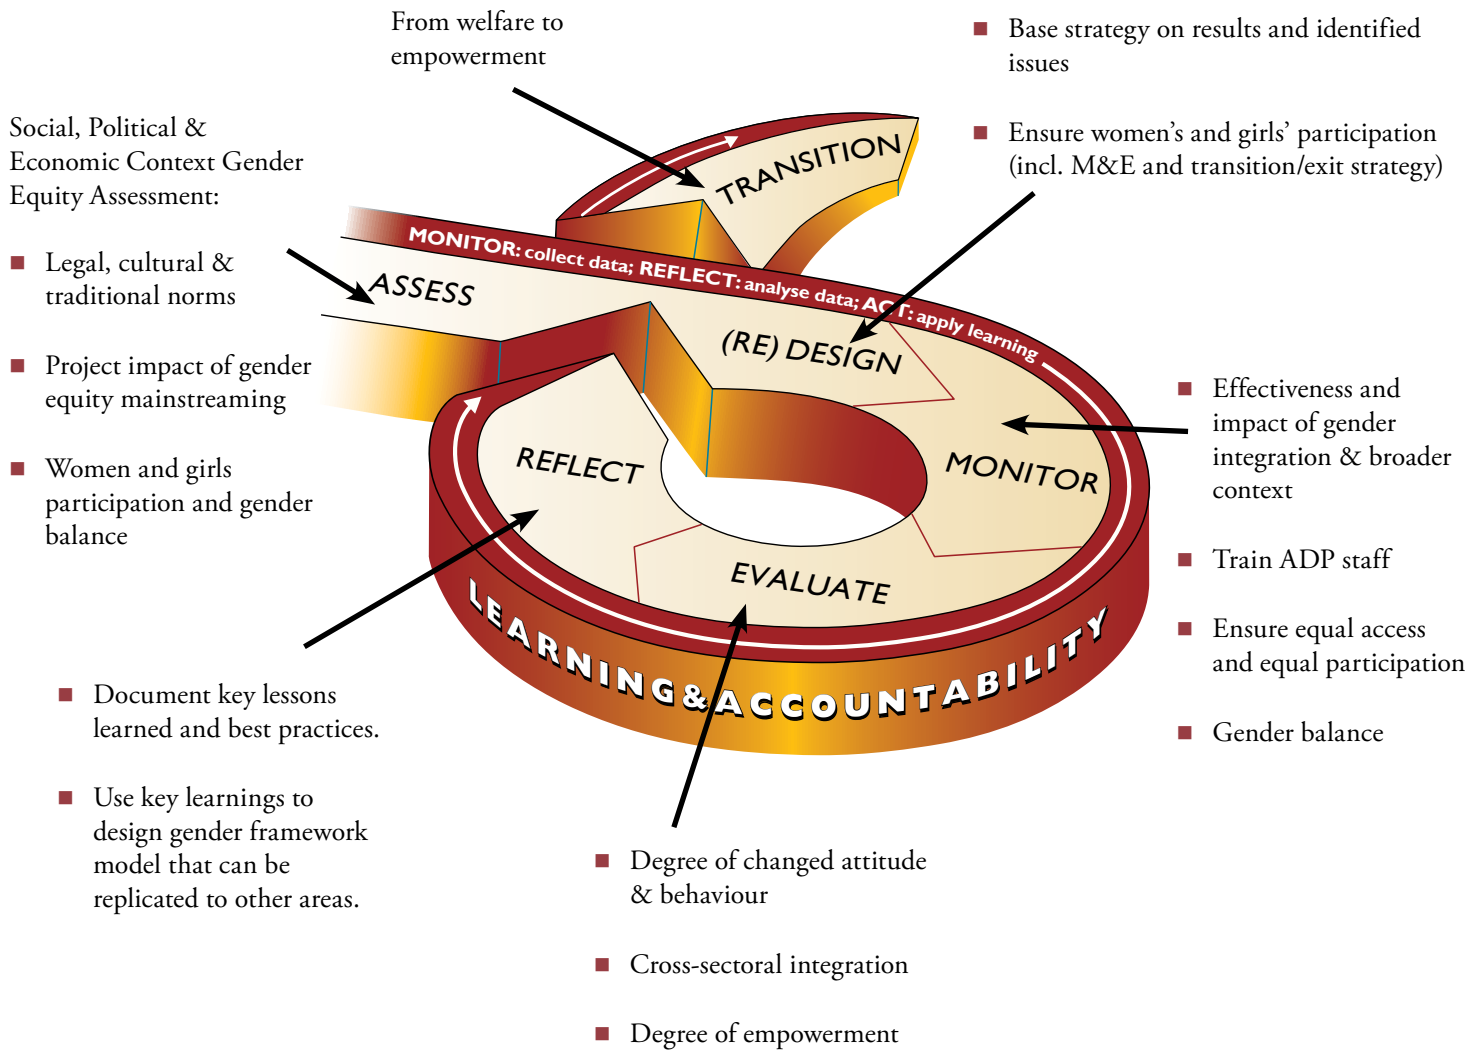 From welfare to
empowerment
■ Base strategy on results and identified
issues
■ Ensure women’s and girls’ participation
(incl. M&E and transition/exit strategy)
Social, Political &
Economic Context Gender
Equity Assessment:
■ Legal, cultural &
traditional norms
■ Project impact of gender
equity mainstreaming
■ Women and girls
participation and gender
balance
TRANSITION
MONITOR: collect data; REFLECT: analyse data; ACT: apply learning
ASSESS
(RE) DESIGN
MONITOR
EVALUATE
REFLECT
LEARNING & ACCOUNTABILITY
■ Effectiveness and
impact of gender
integration & broader
context
■ Train ADP staff
■ Ensure equal access
and equal participation
■ Gender balance
■ Document key lessons
learned and best practices.
■ Use key learnings to
design gender framework
model that can be
replicated to other areas.
■ Degree of changed attitude
& behaviour
■ Cross-sectoral integration
■ Degree of empowerment